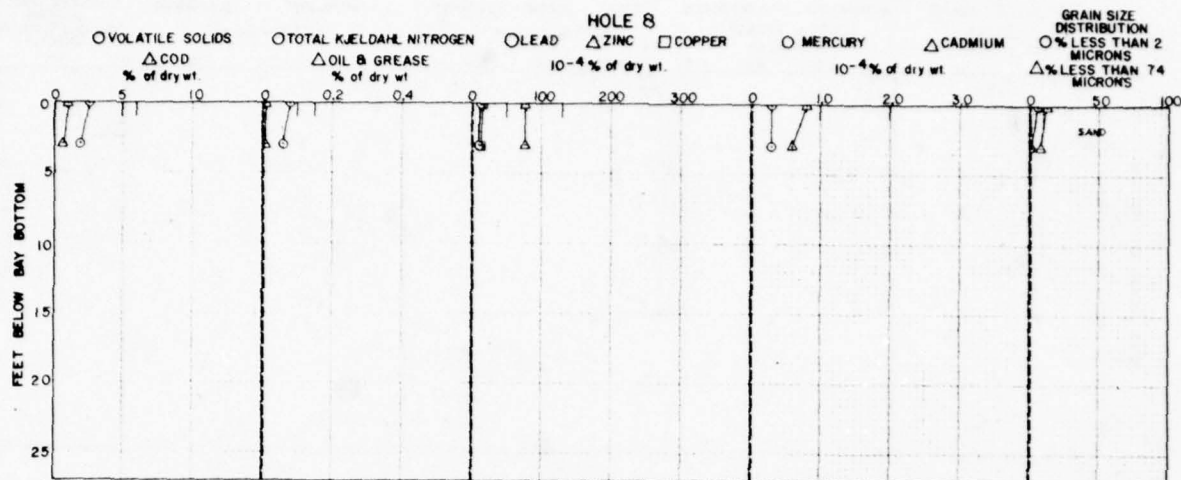 HOLE 8
VOLATILE SOLIDS
COD
% of dry wt.
TOTAL KJELDAHL NITROGEN
OIL & GREASE
% of dry wt.
LEAD ZINC COPPER
10⁻⁴ % of dry wt.
MERCURY CADMIUM
10⁻⁴ % of dry wt.
GRAIN SIZE
DISTRIBUTION
% LESS THAN 2
MICRONS
% LESS THAN 74
MICRONS
0 5 10 0 0.2 0.4 0 100 200 300 0 1.0 2.0 3.0 0 50 100
SAND
FEET BELOW BAY BOTTOM
0
5
10
15
20
25